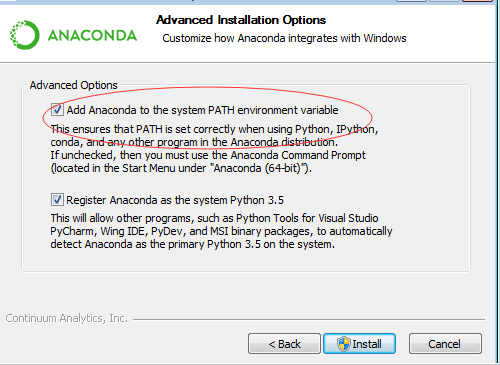 Advanced Installation Options
ANACONDA
Customize how Anaconda integrates with Windows
Advanced Options
Add Anaconda to the system PATH environment variable
This ensures that PATH is set correctly when using Python, IPython,
conda, and any other program in the Anaconda distribution.
If unchecked, then you must use the Anaconda Command Prompt
(located in the Start Menu under "Anaconda (64-bit)").
Register Anaconda as the system Python 3.5
This will allow other programs, such as Python Tools for Visual Studio
PyCharm, Wing IDE, PyDev, and MSI binary packages, to automatically
detect Anaconda as the primary Python 3.5 on the system.
Continuum Analytics, Inc.
< Back
Install
Cancel